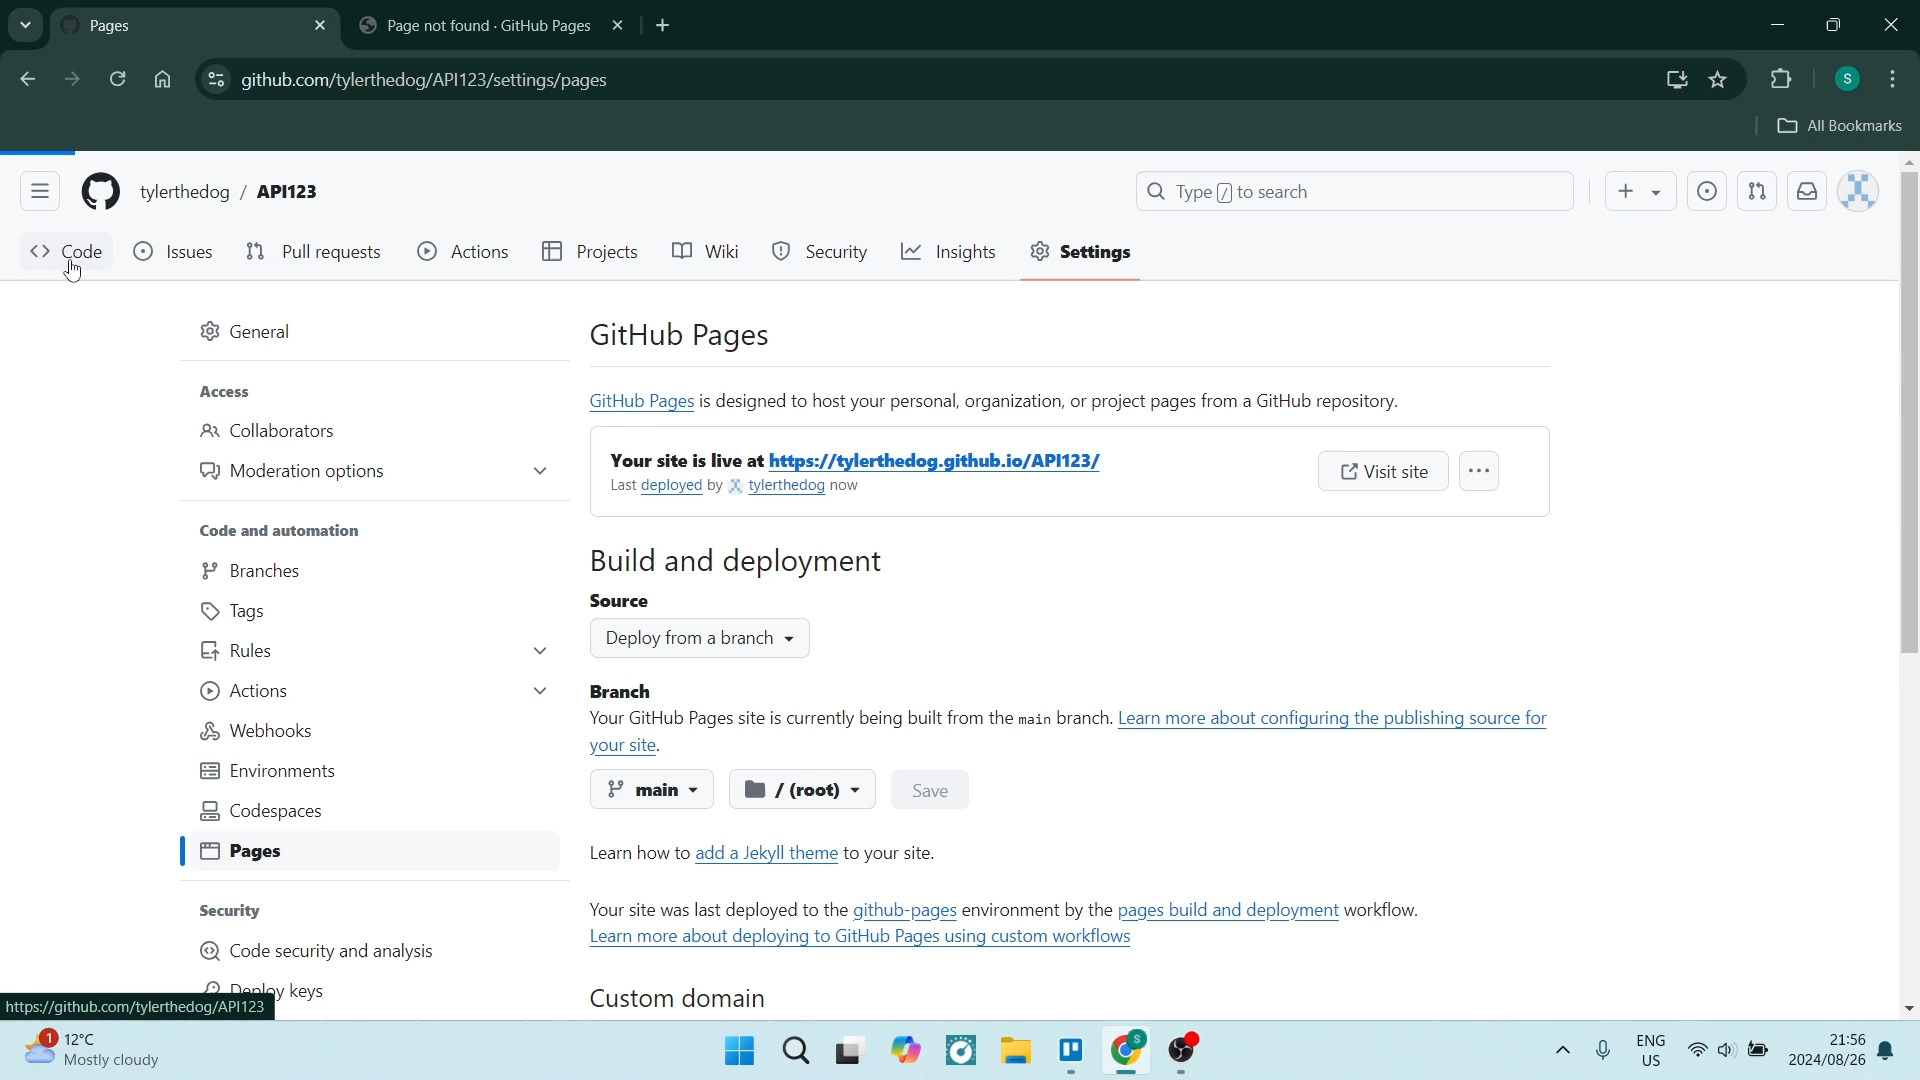 Pages
Page not found · GitHub Pages
github.com/tylerthedog/API123/settings/pages
S
All Bookmarks
tylerthedog / API123
Type / to search
Code
Issues
Pull requests
Actions
Projects
Wiki
Security
Insights
Settings
General
Access
Collaborators
Moderation options
Code and automation
Branches
Tags
Rules
Actions
Webhooks
Environments
Codespaces
Pages
Security
Code security and analysis
Deploy keys
GitHub Pages
GitHub Pages is designed to host your personal, organization, or project pages from a GitHub repository.
Your site is live at https://tylerthedog.github.io/API123/
Last deployed by tylerthedog now
Visit site
Build and deployment
Source
Deploy from a branch
Branch
Your GitHub Pages site is currently being built from the main branch. Learn more about configuring the publishing source for
your site.
main
/ (root)
Save
Learn how to add a Jekyll theme to your site.
Your site was last deployed to the github-pages environment by the pages build and deployment workflow.
Learn more about deploying to GitHub Pages using custom workflows
Custom domain
https://github.com/tylerthedog/API123
1
12°C
Mostly cloudy
S
ENG
US
21:56
2024/08/26